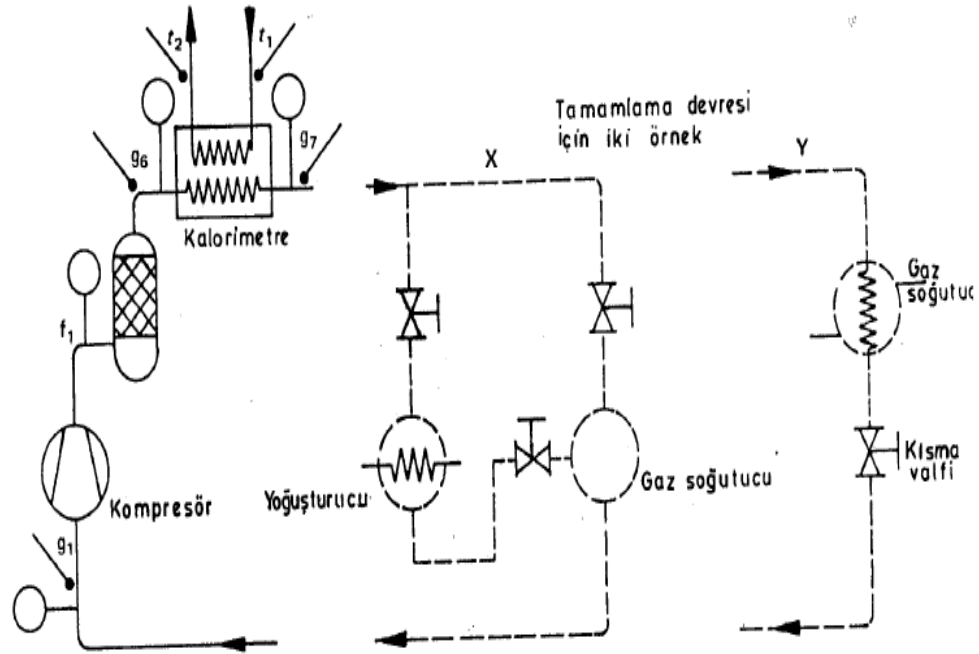 t₂
t₁
g₆
g₇
Kalorimetre
f₁
Kompresör
g₁
Tamamlama devresi
için iki örnek
X
Y
Yoğuşturucu
Gaz soğutucu
Gaz
soğutuc
Kısma
valfi